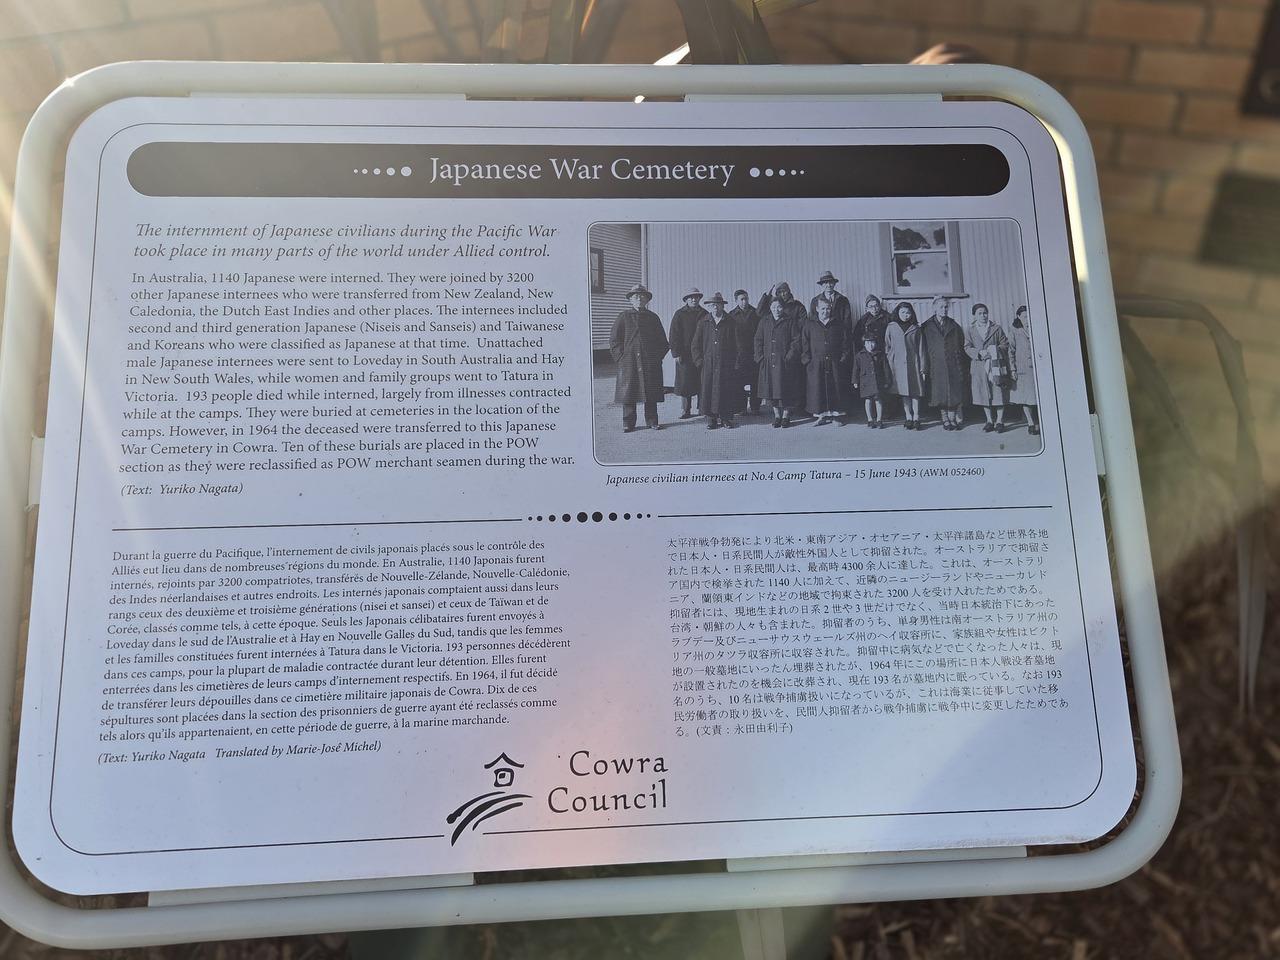 Japanese War Cemetery
The internment of Japanese civilians during the Pacific War
took place in many parts of the world under Allied control.
In Australia, 1140 Japanese were interned. They were joined by 3200
other Japanese internees who were transferred from New Zealand, New
Caledonia, the Dutch East Indies and other places. The internees included
second and third generation Japanese (Niseis and Sanseis) and Taiwanese
and Koreans who were classified as Japanese at that time. Unattached
male Japanese internees were sent to Loveday in South Australia and Hay
in New South Wales, while women and family groups went to Tatura in
Victoria. 193 people died while interned, largely from illnesses contracted
while at the camps. They were buried at cemeteries in the location of the
camps. However, in 1964 the deceased were transferred to this Japanese
War Cemetery in Cowra. Ten of these burials are placed in the POW
section as they were reclassified as POW merchant seamen during the war.
(Text: Yuriko Nagata)
Japanese civilian internees at No.4 Camp Tatura – 15 June 1943 (AWM 052460)
Durant la guerre du Pacifique, l'internement de civils japonais placés sous le contrôle des
Alliés eut lieu dans de nombreuses régions du monde. En Australie, 1140 Japonais furent
internés, rejoints par 3200 compatriotes, transférés de Nouvelle-Zélande, Nouvelle-Calédonie,
des Indes néerlandaises et autres endroits. Les internés japonais comptaient aussi dans leurs
rangs ceux des deuxième et troisième générations (nisei et sansei) et ceux de Taïwan et de
Corée, classés comme tels, à cette époque. Seuls les Japonais célibataires furent envoyés à
Loveday dans le sud de l'Australie et à Hay en Nouvelle Galles du Sud, tandis que les femmes
et les familles constituées furent internées à Tatura dans le Victoria. 193 personnes décédèrent
dans ces camps, pour la plupart de maladie contractée durant leur détention. Elles furent
enterrées dans les cimetières de leurs camps d'internement respectifs. En 1964, il fut décidé
de transférer leurs dépouilles dans ce cimetière militaire japonais de Cowra. Dix de ces
sépultures sont placées dans la section des prisonniers de guerre ayant été reclassés comme
tels alors qu'ils appartenaient, en cette période de guerre, à la marine marchande.
(Text: Yuriko Nagata Translated by Marie-José Michel)
太平洋戦争勃発により北米・東南アジア・オセアニア・太平洋諸島など世界各地
で日本人・日系民間人が敵性外国人として抑留された。オーストラリアで抑留さ
れた日本人・日系民間人は、最高時 4300 余人に達した。これは、オーストラリ
ア国内で検挙された 1140 人に加えて、近隣のニュージーランドやニューカレド
ニア、蘭領東インドなどの地域で拘束された 3200 人を受け入れたためである。
抑留者には、現地生まれの日系 2 世や 3 世だけでなく、当時日本統治下にあった
台湾・朝鮮の人々も含まれた。抑留者のうち、単身男性は南オーストラリア州の
ラブデー及びニューサウスウェールズ州のヘイ収容所に、家族組や女性はビクト
リア州のタツラ収容所に収容された。抑留中に病気などで亡くなった人々は、現
地の一般墓地にいったん埋葬されたが、1964 年にこの場所に日本人戦没者墓地
が設置されたのを機会に改葬され、現在 193 名が墓地内に眠っている。なお 193
名のうち、10 名は戦争捕虜扱いになっているが、これは海業に従事していた移
民労働者の取り扱いを、民間人抑留者から戦争捕虜に戦争中に変更したためであ
る。(文責：永田由利子)
Cowra
Council